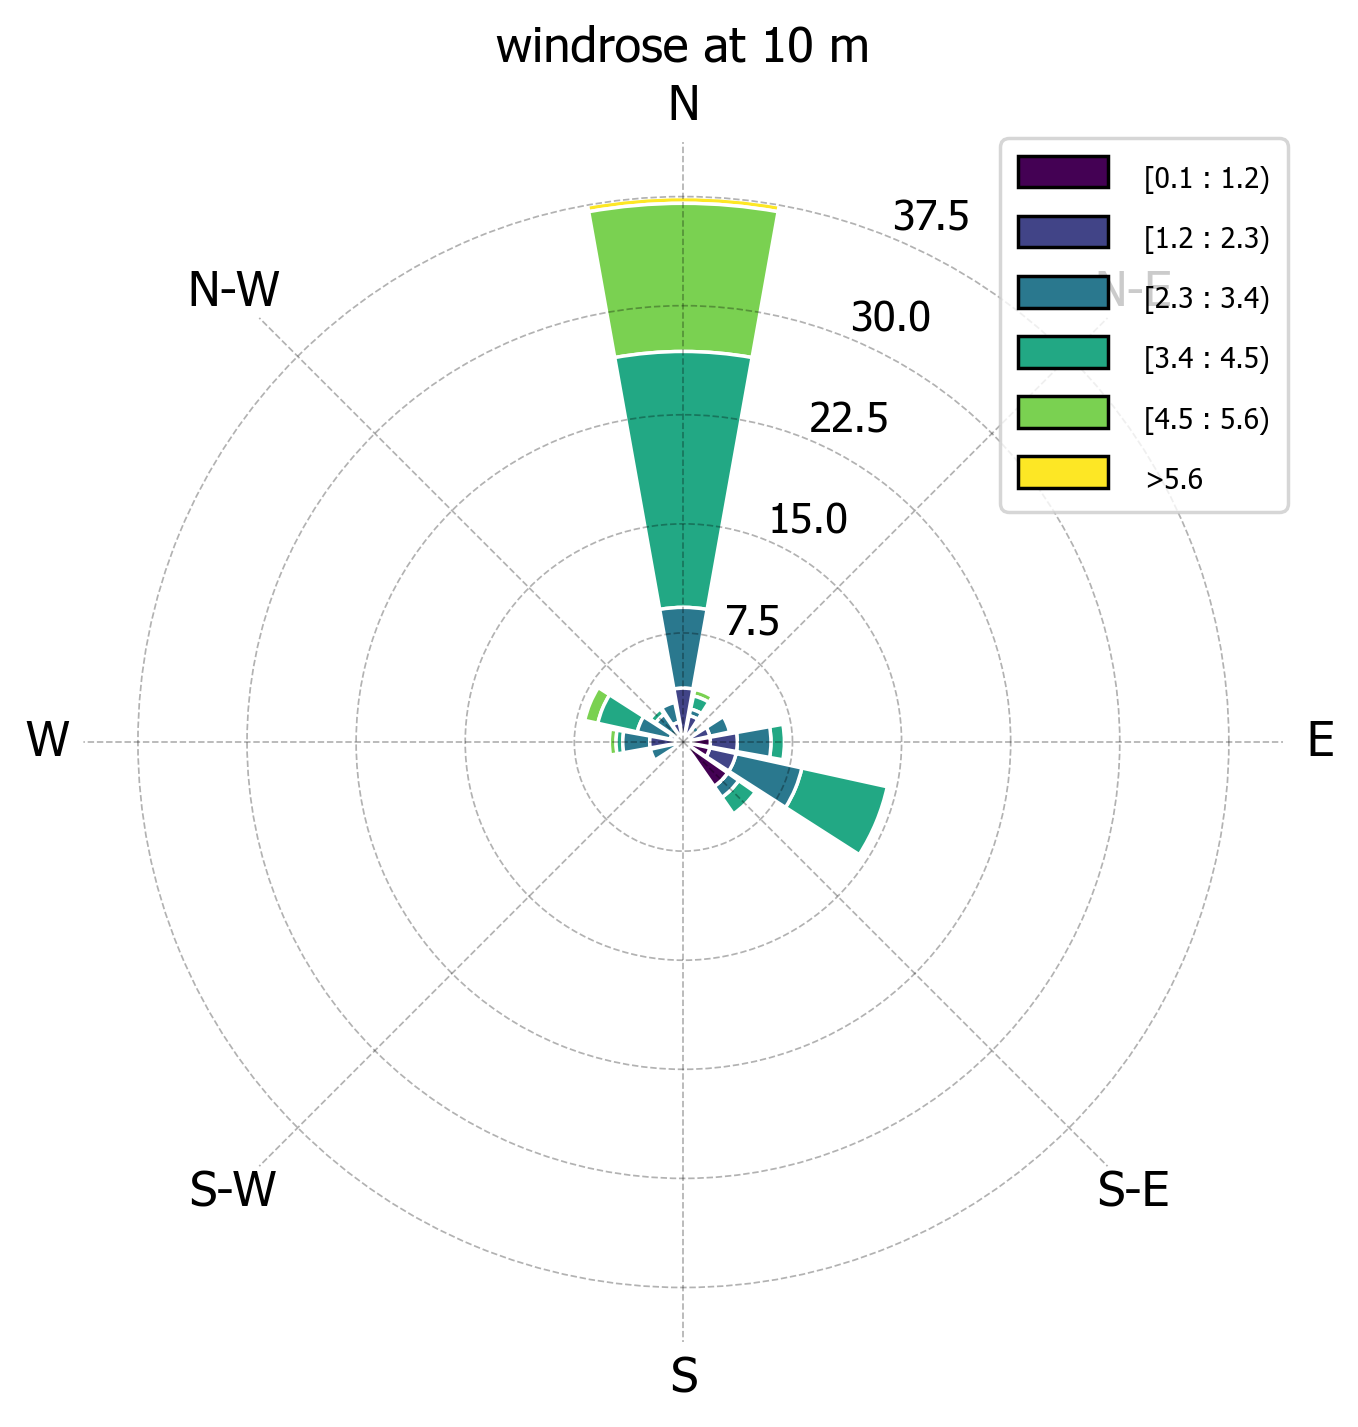 windrose at 10 m
N
N-W
N-E
W
E
S-W
S-E
S
37.5
30.0
22.5
15.0
7.5
[0.1 : 1.2)
[1.2 : 2.3)
[2.3 : 3.4)
[3.4 : 4.5)
[4.5 : 5.6)
>5.6